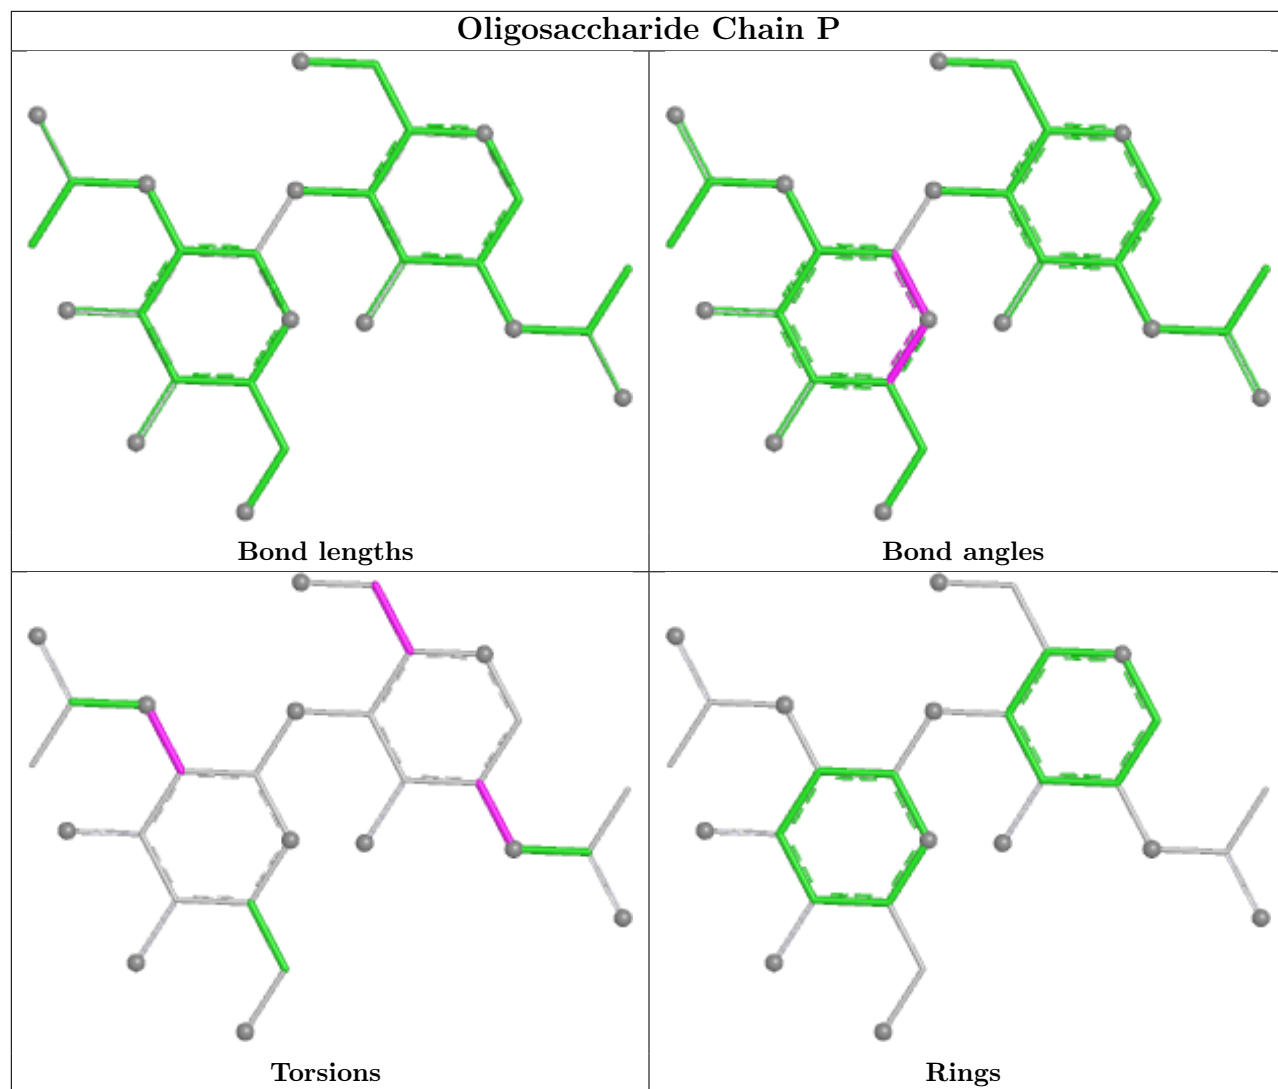 Oligosaccharide Chain P
Bond lengths
Bond angles
Torsions
Rings